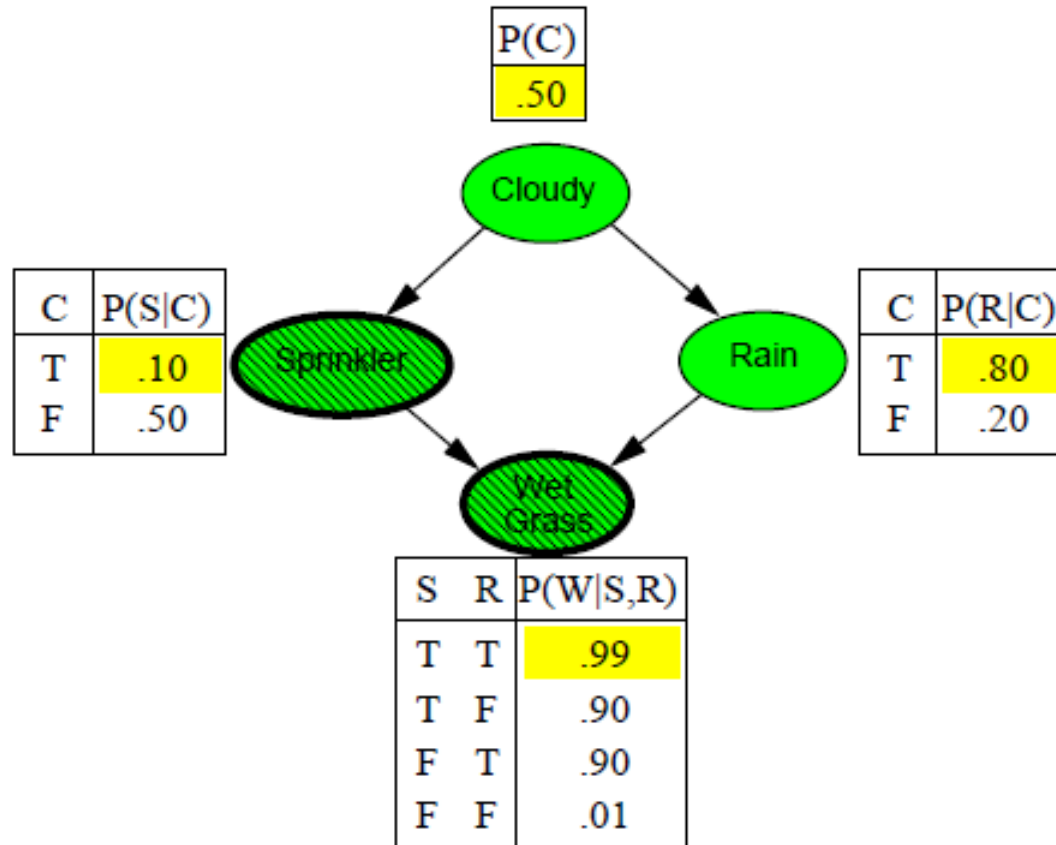 P(C)
.50
Cloudy
C P(S|C)
T .10
F .50
Sprinkler
Rain
C P(R|C)
T .80
F .20
Wet
Grass
S R P(W|S,R)
T T .99
T F .90
F T .90
F F .01